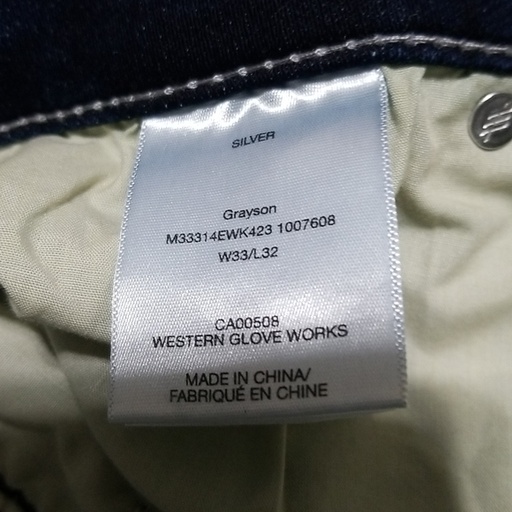 SILVER
Grayson
M33314EWK423 1007608
W33/L32
CA00508
WESTERN GLOVE WORKS
MADE IN CHINA/
FABRIQUÉ EN CHINE